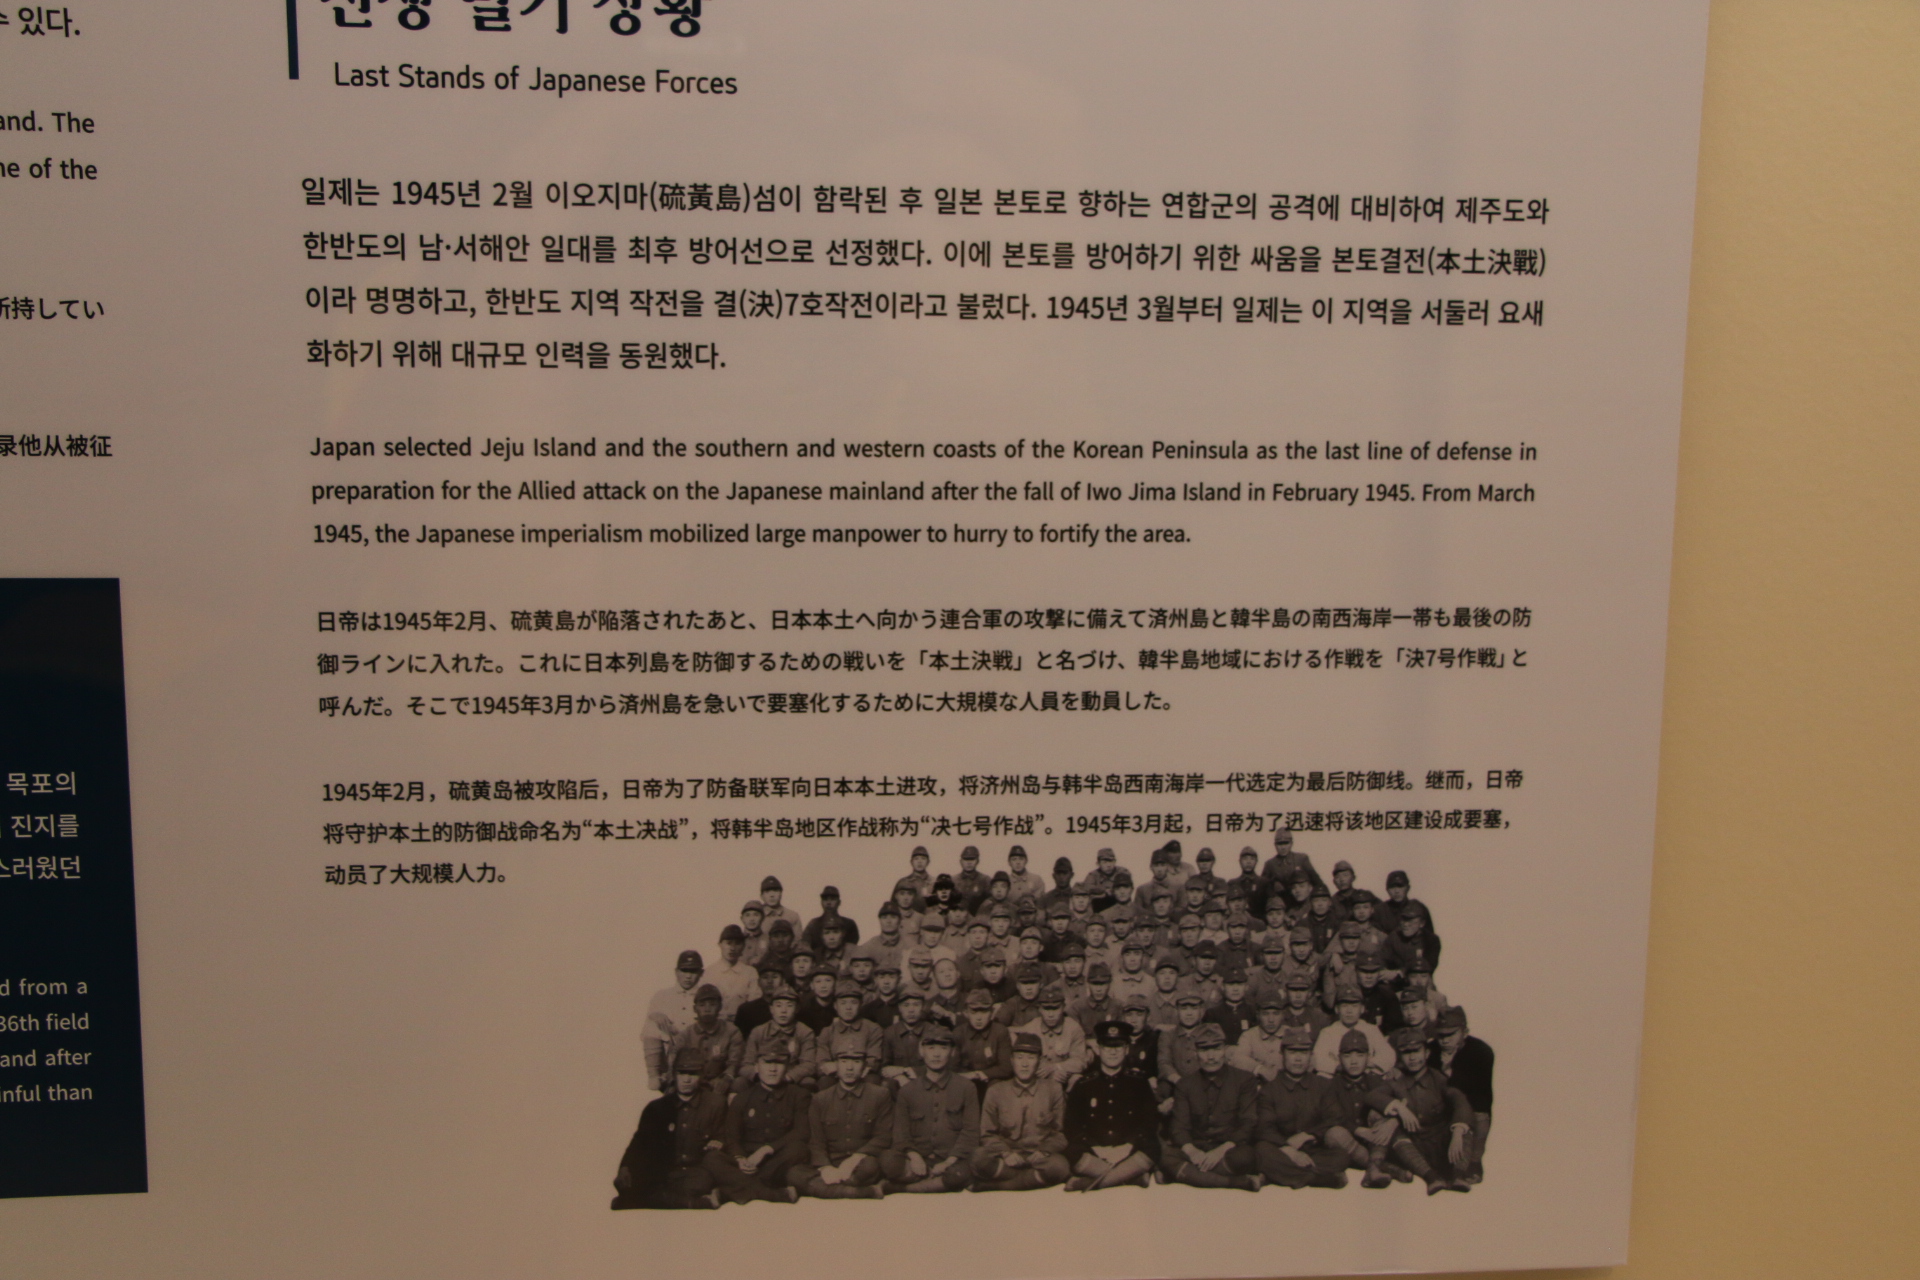 수 있다.
and. The
ne of the
所持してい
录他从被征
목포의
진지를
스러웠던
d from a
36th field
and after
inful than
전쟁 말기 상황
Last Stands of Japanese Forces
일제는 1945년 2월 이오지마(硫黃島)섬이 함락된 후 일본 본토로 향하는 연합군의 공격에 대비하여 제주도와
한반도의 남·서해안 일대를 최후 방어선으로 선정했다. 이에 본토를 방어하기 위한 싸움을 본토결전(本土決戰)
이라 명명하고, 한반도 지역 작전을 결(決)7호작전이라고 불렀다. 1945년 3월부터 일제는 이 지역을 서둘러 요새
화하기 위해 대규모 인력을 동원했다.
Japan selected Jeju Island and the southern and western coasts of the Korean Peninsula as the last line of defense in
preparation for the Allied attack on the Japanese mainland after the fall of Iwo Jima Island in February 1945. From March
1945, the Japanese imperialism mobilized large manpower to hurry to fortify the area.
日帝は1945年2月、硫黄島が陥落されたあと、日本本土へ向かう連合軍の攻撃に備えて済州島と韓半島の南西海岸一帯も最後の防
御ラインに入れた。これに日本列島を防御するための戦いを「本土決戦」と名づけ、韓半島地域における作戦を「決7号作戦」と
呼んだ。そこで1945年3月から済州島を急いで要塞化するために大規模な人員を動員した。
1945年2月，硫黄岛被攻陷后，日帝为了防备联军向日本本土进攻，将济州岛与韩半岛西南海岸一代选定为最后防御线。继而，日帝
将守护本土的防御战命名为“本土决战”，将韩半岛地区作战称为“决七号作战”。1945年3月起，日帝为了迅速将该地区建设成要塞，
动员了大规模人力。